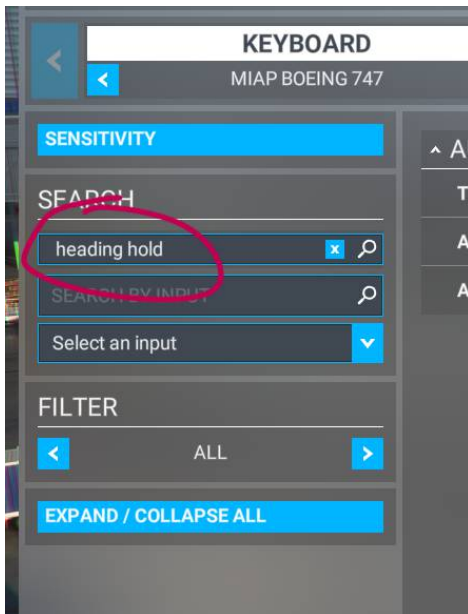 KEYBOARD
MIAP BOEING 747
SENSITIVITY
SEARCH
heading hold
SEARCH BY INPUT
Select an input
FILTER
ALL
EXPAND / COLLAPSE ALL